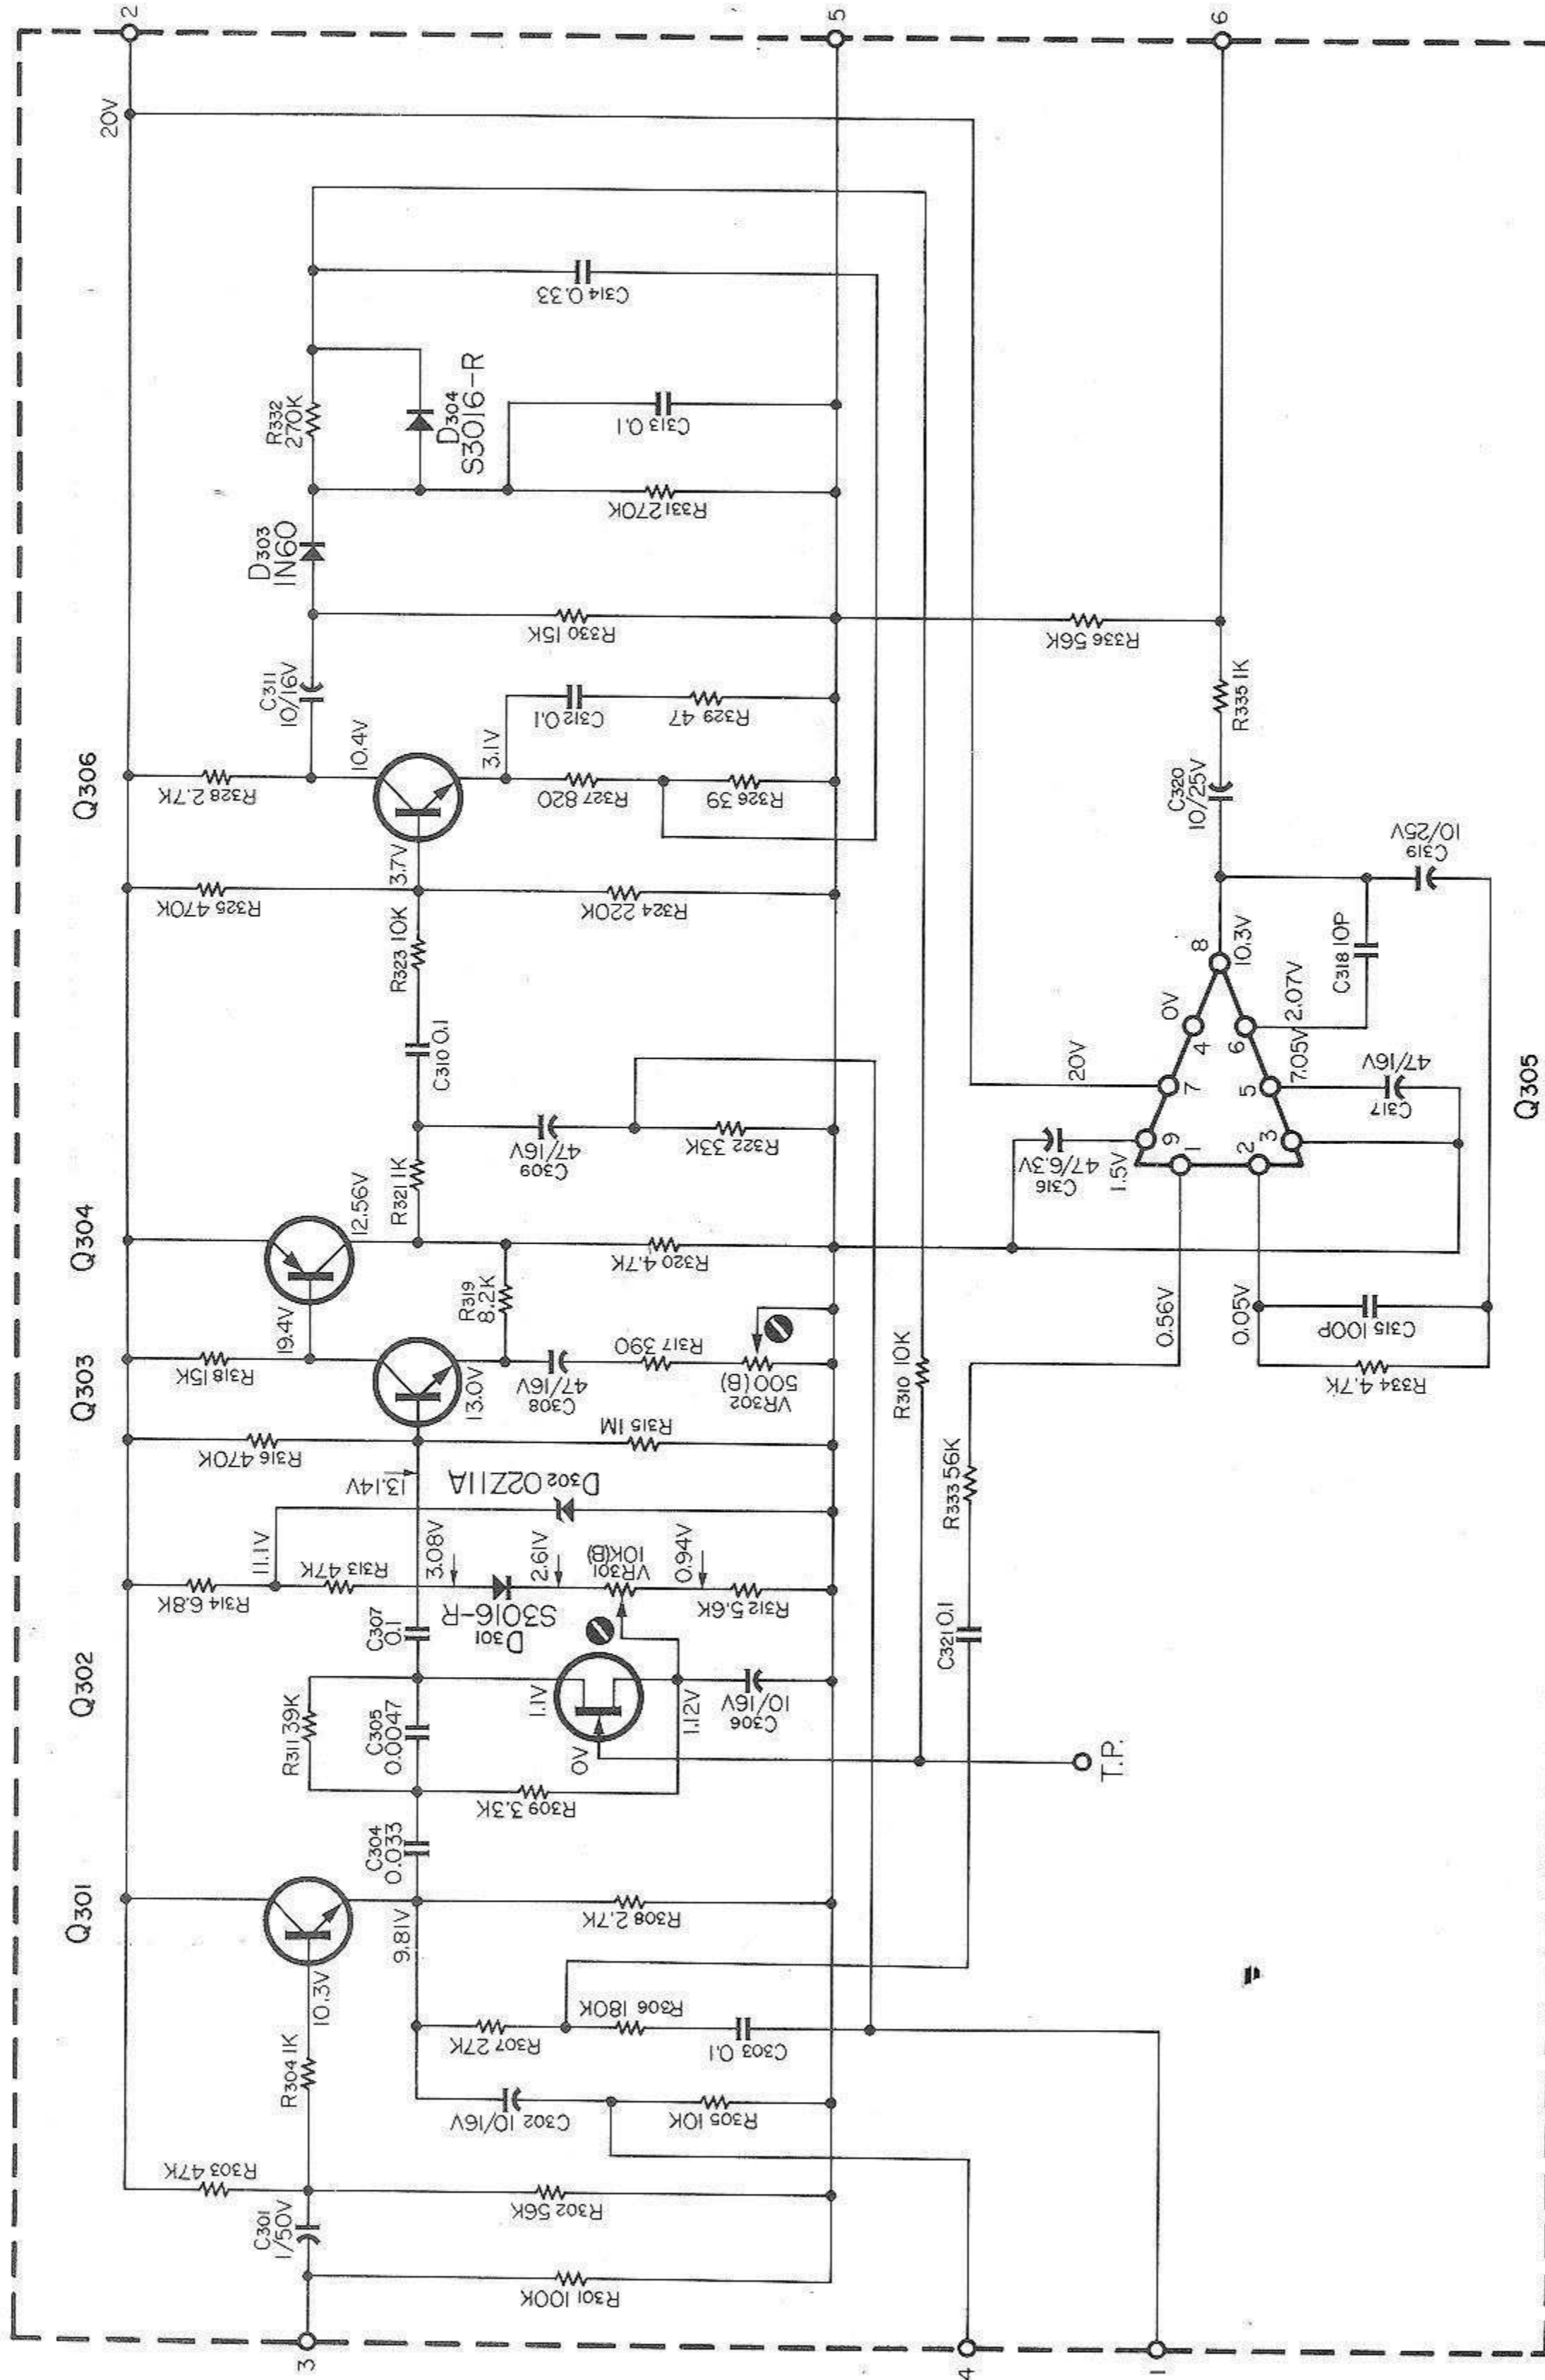 Q301
Q302
Q303
Q304
Q306
2
20V
R303 47K
R314 6.8K
R316 470K
R318 15K
R325 470K
R328 2.7K
C301
1/50V
R304 1K
10.3V
R311 39K
11.1V
R313 47K
19.4V
12.56V
C311
10/16V
10.4V
D303
1N60
R332
270K
3
9.81V
C304
0.033
C305
0.0047
C307
0.1
13.14V
3.08V
D301
S3016-R
2.61V
13.0V
R319
8.2K
R321 1K
C310 0.1
R323 10K
3.7V
3.1V
D304
S3016-R
R301 100K
R302 56K
C302 10/16V
R305 10K
R307 27K
R306 180K
C303 0.1
R308 2.7K
R309 3.3K
0V
1.1V
1.12V
C306
10/16V
VR301
10K(B)
0.94V
R312 5.6K
D302 02Z11A
R315 1M
C308
47/16V
R317 390
VR302
500(B)
R320 4.7K
C309
47/16V
R322 33K
R324 220K
R327 820
R326 39
C312 0.1
R329 47
R330 15K
R331 270K
C313 0.1
C314 0.33
5
R310 10K
4
C321 0.1
R333 56K
T.P.
1
0.56V
0.05V
C316
47/6.3V
1.5V
20V
9
1
2
3
7
5
4
6
8
0V
7.05V
2.07V
10.3V
C315 100P
R334 4.7K
C317
47/16V
C318 10P
C319
10/25V
C320
10/25V
R335 1K
R336 56K
6
Q305